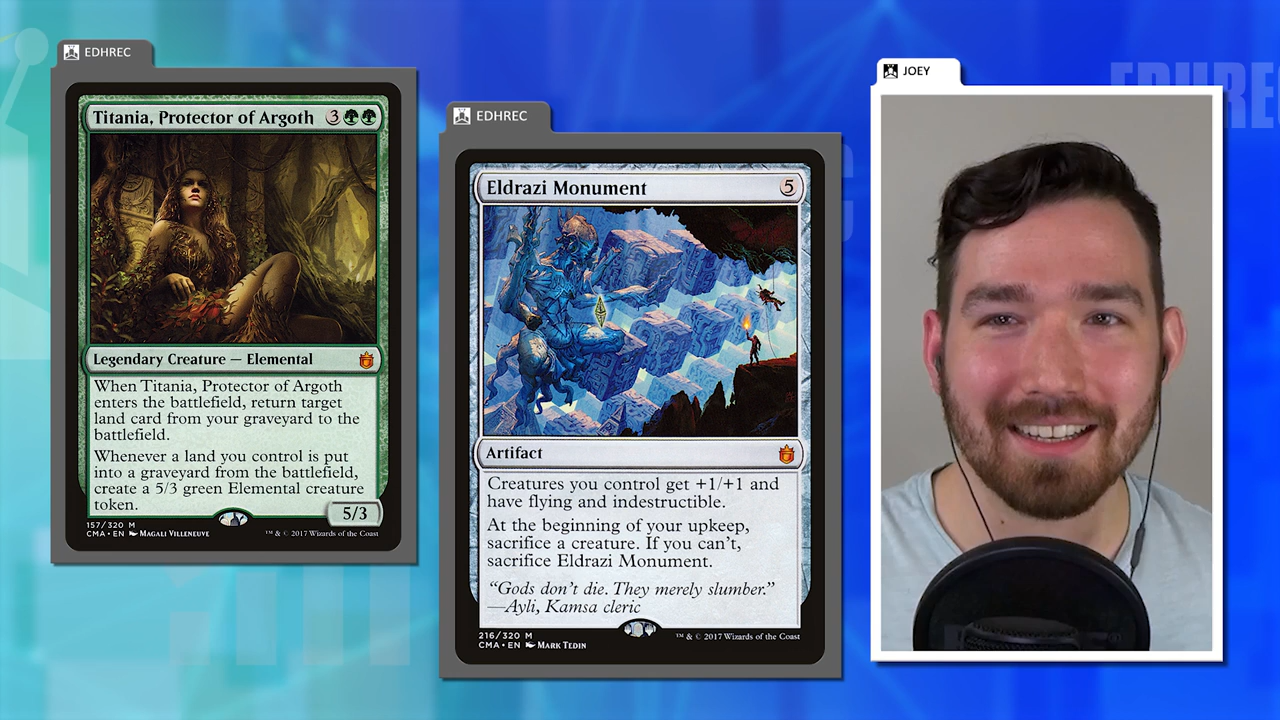 EDHREC
Titania, Protector of Argoth 3
Legendary Creature — Elemental
When Titania, Protector of Argoth
enters the battlefield, return target
land card from your graveyard to the
battlefield.
Whenever a land you control is put
into a graveyard from the battlefield,
create a 5/3 green Elemental creature
token.
5/3
157/320 M
CMA • EN Magali Villeneuve
™ & © 2017 Wizards of the Coast
EDHREC
Eldrazi Monument 5
Artifact
Creatures you control get +1/+1 and
have flying and indestructible.
At the beginning of your upkeep,
sacrifice a creature. If you can't,
sacrifice Eldrazi Monument.
"Gods don't die. They merely slumber."
—Ayli, Kamsa cleric
216/320 M
CMA • EN Mark Tedin
™ & © 2017 Wizards of the Coast
JOEY